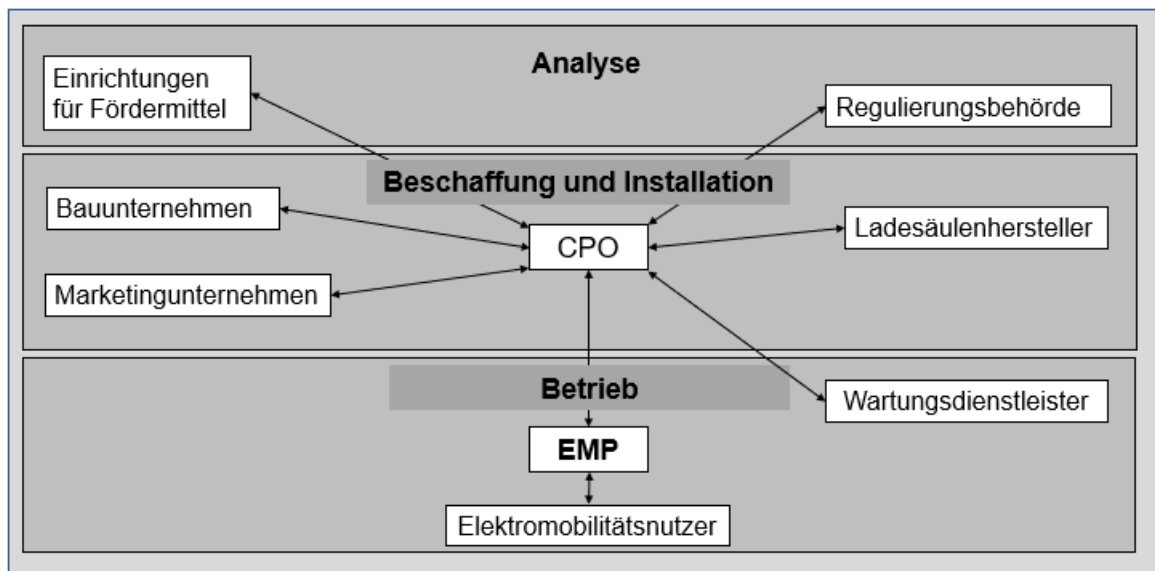 Analyse
Einrichtungen
für Fördermittel
Regulierungsbehörde
Beschaffung und Installation
Bauunternehmen
Ladesäulenhersteller
CPO
Marketingunternehmen
Betrieb
Wartungsdienstleister
EMP
Elektromobilitätsnutzer